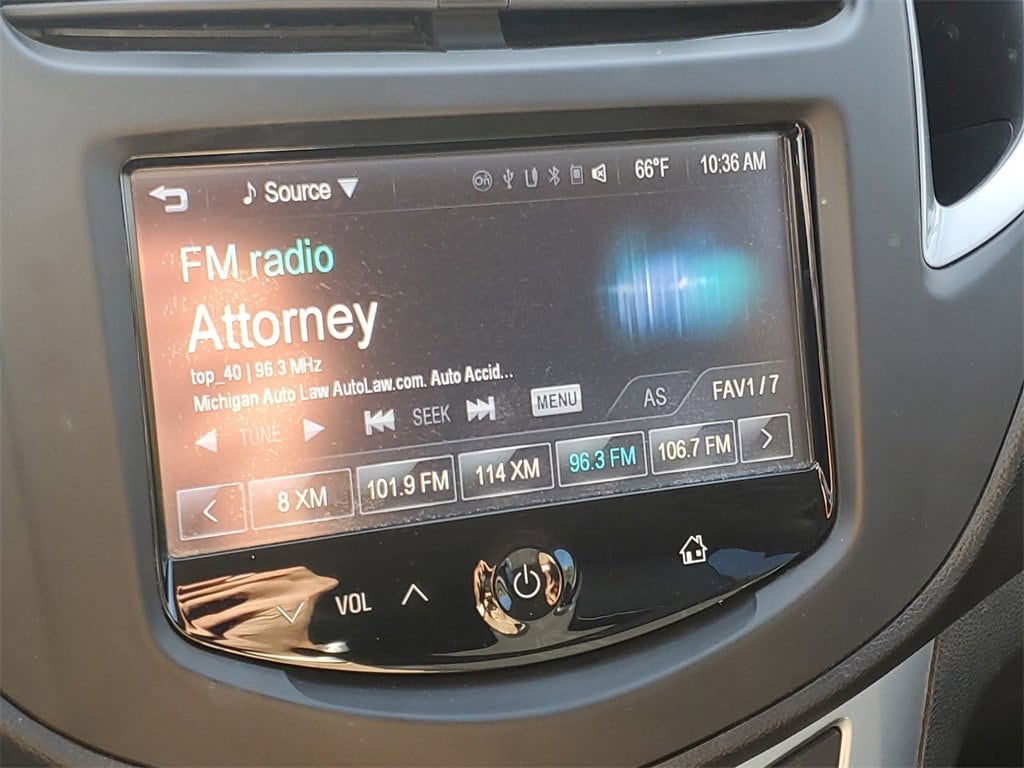 Source 66°F 10:36 AM
FM radio
Attorney
top_40 | 96.3 MHz
Michigan Auto Law AutoLaw.com. Auto Accid...
TUNE SEEK MENU AS FAV1 / 7
8 XM 101.9 FM 114 XM 96.3 FM 106.7 FM
VOL